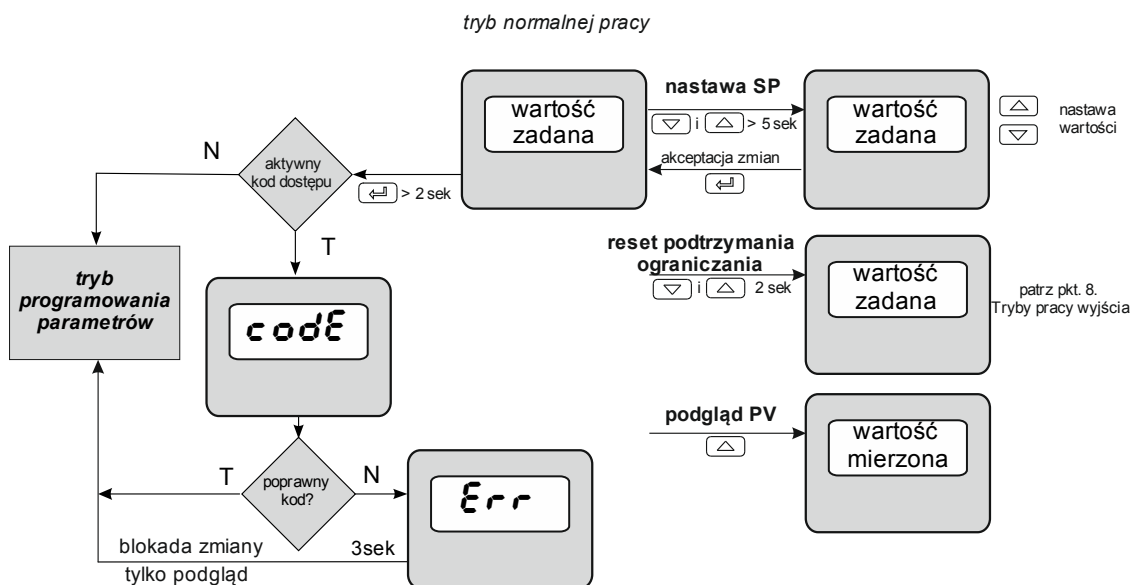 tryb normalnej pracy
wartość
zadana
nastawa SP
i > 5 sek
akceptacja zmian
wartość
zadana
nastawa
wartości
N
aktywny
kod dostępu
> 2 sek
T
tryb
programowania
parametrów
codE
reset podtrzymania
ograniczania
i 2 sek
wartość
zadana
patrz pkt. 8.
Tryby pracy wyjścia
podgląd PV
wartość
mierzona
T
poprawny
kod?
N
Err
blokada zmiany
3sek
tylko podgląd